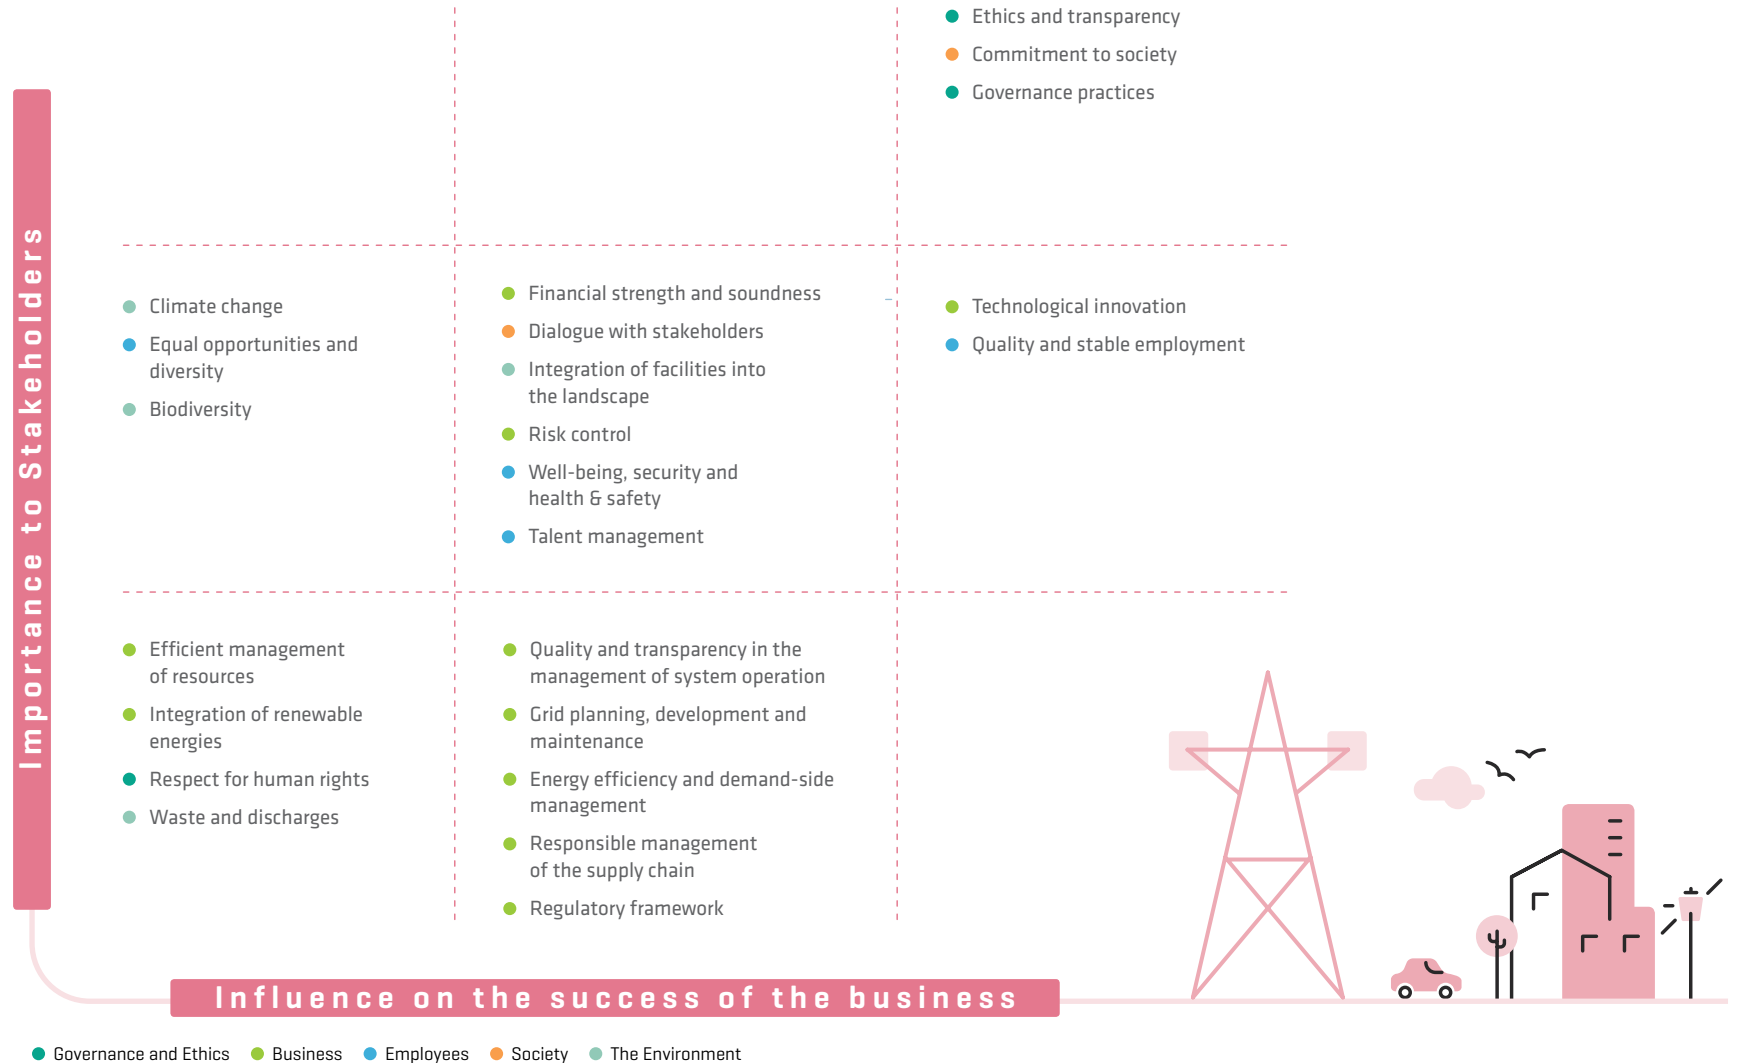 Ethics and transparency
Commitment to society
Governance practices
Importance to Stakeholders
Climate change
Equal opportunities and
diversity
Biodiversity
Financial strength and soundness
Dialogue with stakeholders
Integration of facilities into
the landscape
Risk control
Well-being, security and
health & safety
Talent management
Technological innovation
Quality and stable employment
Efficient management
of resources
Integration of renewable
energies
Respect for human rights
Waste and discharges
Quality and transparency in the
management of system operation
Grid planning, development and
maintenance
Energy efficiency and demand-side
management
Responsible management
of the supply chain
Regulatory framework
Influence on the success of the business
Governance and Ethics Business Employees Society The Environment